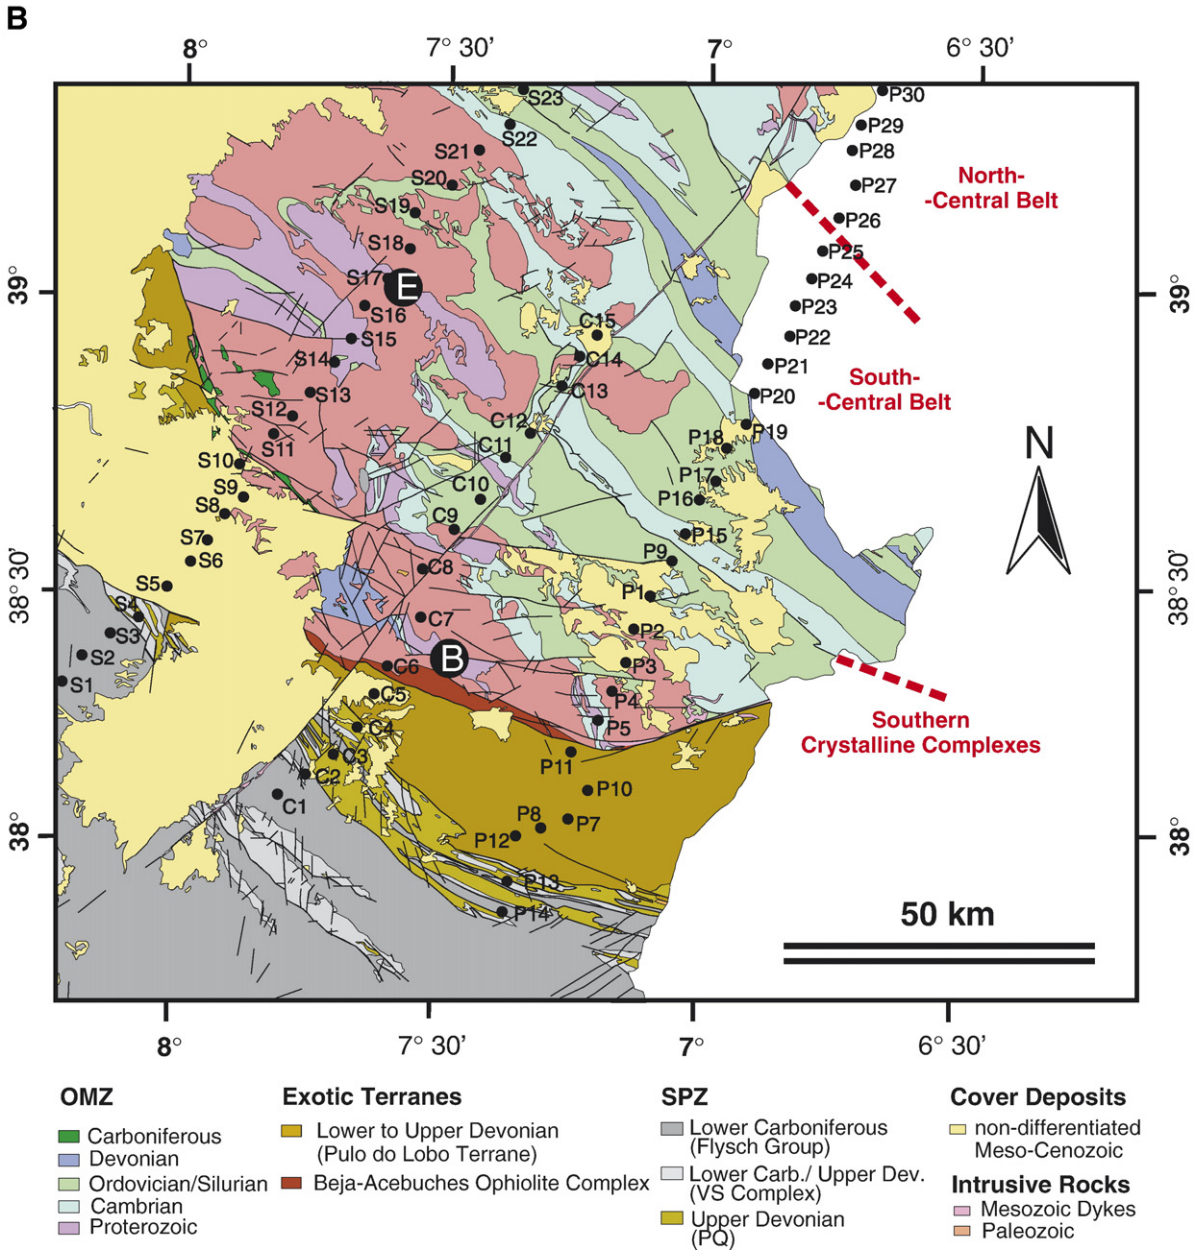 B
8° 7° 30′ 7° 6° 30′
S23
P30
S22
P29
S21
P28
S20
P27
North-
-Central Belt
S19
P26
S18
P25
S17
E
P24
39°
39°
S16
P23
C15
S15
P22
S14
C14
P21
S13
C13
South-
-Central Belt
P20
S12
C12
P19
S11
P18
C11
N
S10
P17
C10
S9
P16
S8
C9
P15
S7
P9
S6
C8
S5
P1
38° 30′
38° 30′
S4
C7
S3
P2
S2
B
P3
C6
S1
C5
P4
Southern
Crystalline Complexes
C4
P5
C3
P11
C2
P10
C1
P8
P7
P12
38°
38°
P13
P14
50 km
8° 7° 30′ 7° 6° 30′
OMZ
Carboniferous
Devonian
Ordovician/Silurian
Cambrian
Proterozoic
Exotic Terranes
Lower to Upper Devonian
(Pulo do Lobo Terrane)
Beja-Acebuches Ophiolite Complex
SPZ
Lower Carboniferous
(Flysch Group)
Lower Carb./ Upper Dev.
(VS Complex)
Upper Devonian
(PQ)
Cover Deposits
non-differentiated
Meso-Cenozoic
Intrusive Rocks
Mesozoic Dykes
Paleozoic